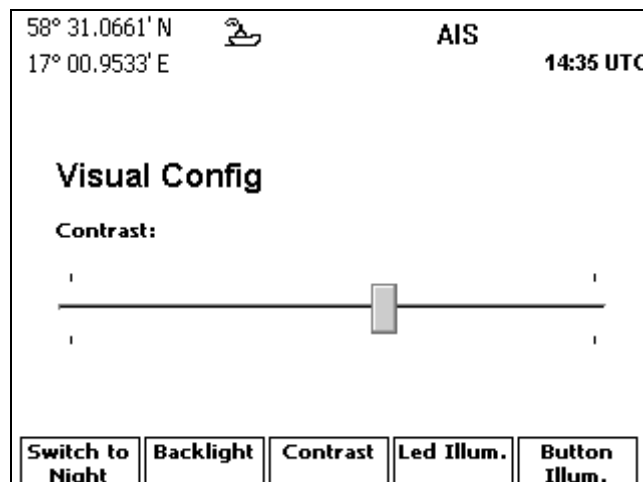 58° 31.0661' N
AIS
17° 00.9533' E
14:35 UTC
Visual Config
Contrast:
Switch to Night
Backlight
Contrast
Led Illum.
Button Illum.